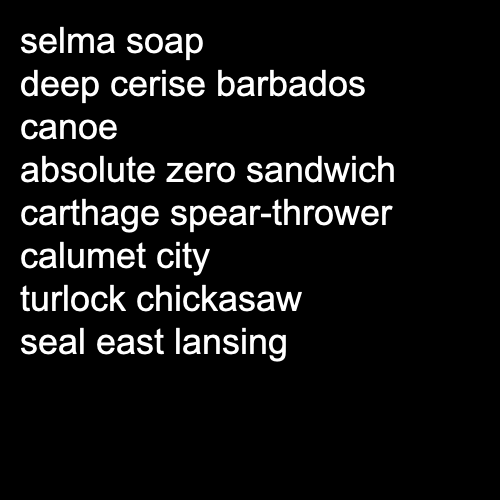 selma soap
deep cerise barbados
canoe
absolute zero sandwich
carthage spear-thrower
calumet city
turlock chickasaw
seal east lansing